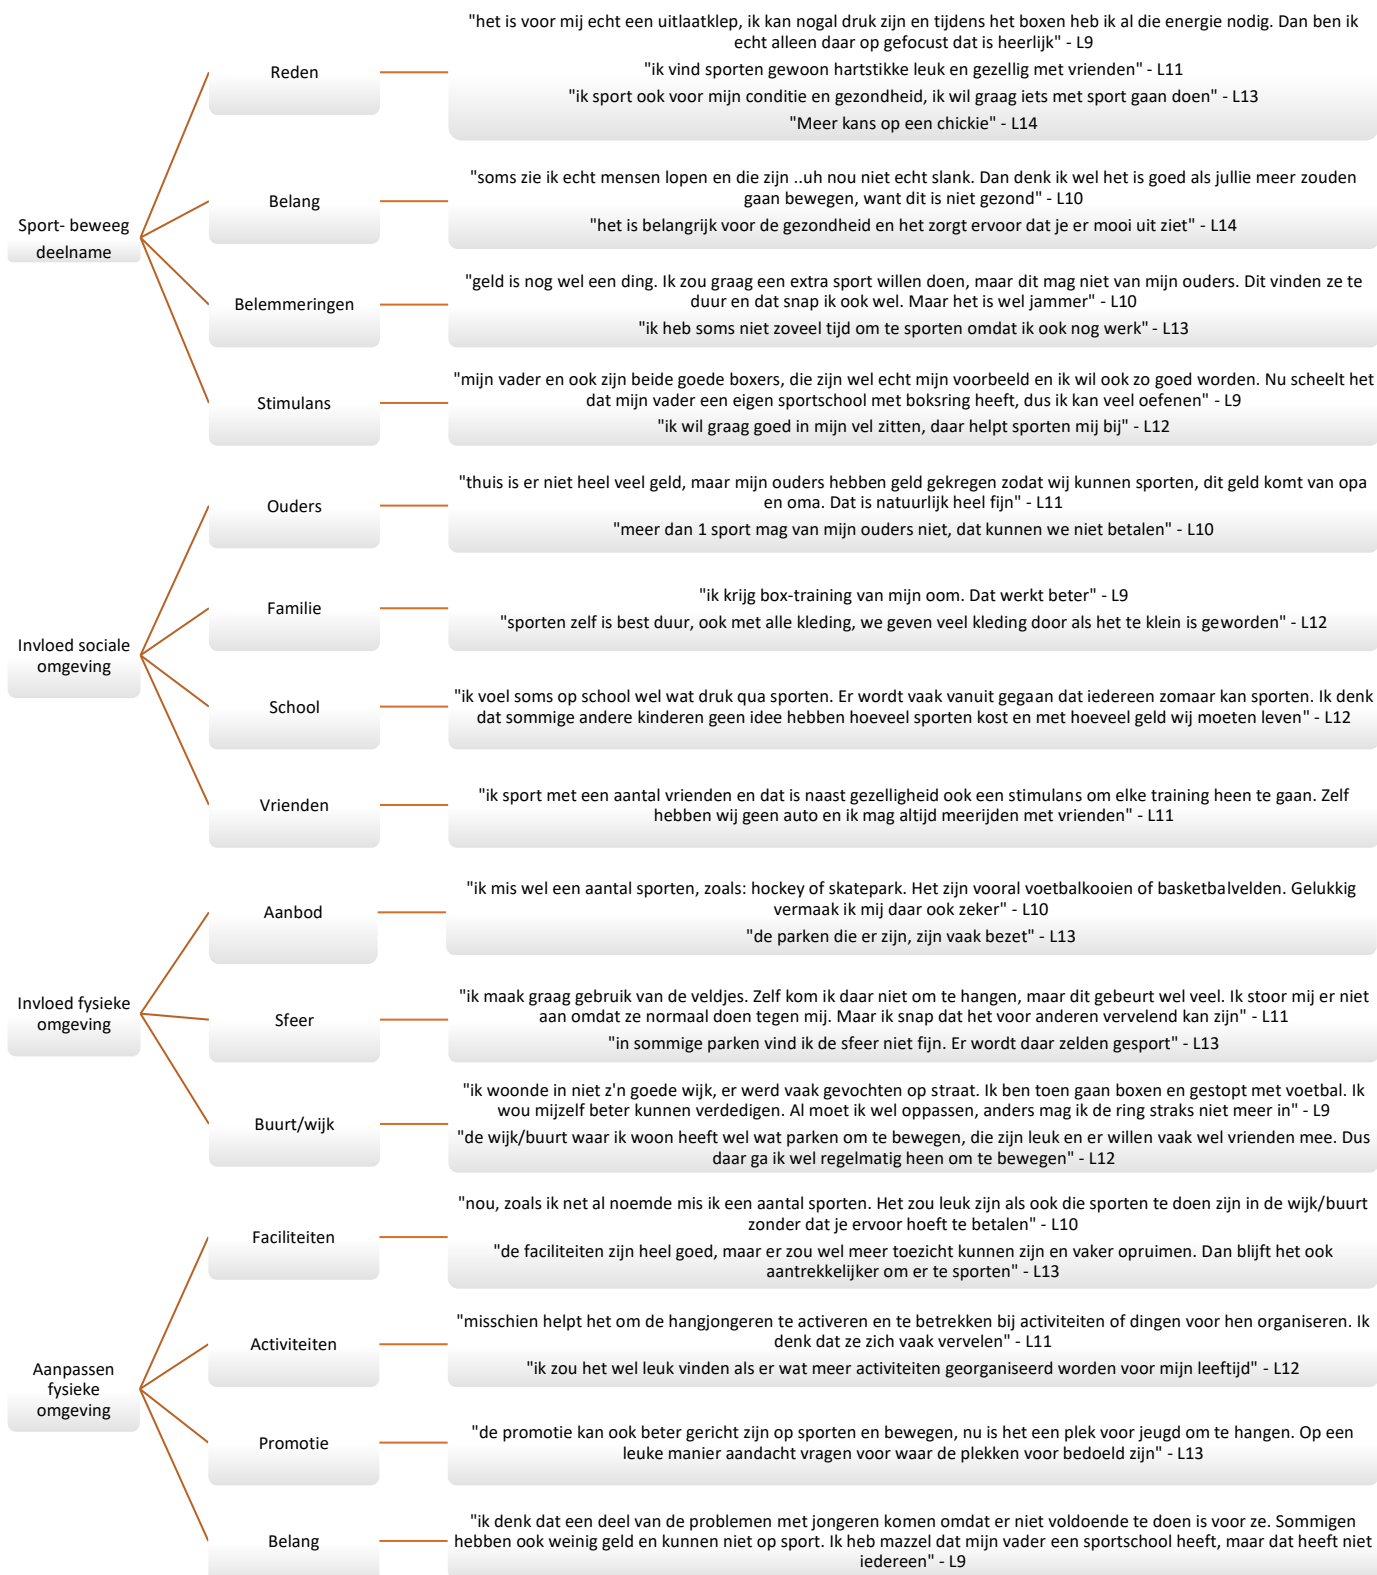 Sport- beweeg
deelname
Reden
"het is voor mij echt een uitlaatklep, ik kan nogal druk zijn en tijdens het boxen heb ik al die energie nodig. Dan ben ik
echt alleen daar op gefocust dat is heerlijk" - L9
"ik vind sporten gewoon hartstikke leuk en gezellig met vrienden" - L11
"ik sport ook voor mijn conditie en gezondheid, ik wil graag iets met sport gaan doen" - L13
"Meer kans op een chickie" - L14
Belang
"soms zie ik echt mensen lopen en die zijn ..uh nou niet echt slank. Dan denk ik wel het is goed als jullie meer zouden
gaan bewegen, want dit is niet gezond" - L10
"het is belangrijk voor de gezondheid en het zorgt ervoor dat je er mooi uit ziet" - L14
Belemmeringen
"geld is nog wel een ding. Ik zou graag een extra sport willen doen, maar dit mag niet van mijn ouders. Dit vinden ze te
duur en dat snap ik ook wel. Maar het is wel jammer" - L10
"ik heb soms niet zoveel tijd om te sporten omdat ik ook nog werk" - L13
Stimulans
"mijn vader en ook zijn beide goede boxers, die zijn wel echt mijn voorbeeld en ik wil ook zo goed worden. Nu scheelt het
dat mijn vader een eigen sportschool met boksring heeft, dus ik kan veel oefenen" - L9
"ik wil graag goed in mijn vel zitten, daar helpt sporten mij bij" - L12
Invloed sociale
omgeving
Ouders
"thuis is er niet heel veel geld, maar mijn ouders hebben geld gekregen zodat wij kunnen sporten, dit geld komt van opa
en oma. Dat is natuurlijk heel fijn" - L11
"meer dan 1 sport mag van mijn ouders niet, dat kunnen we niet betalen" - L10
Familie
"ik krijg box-training van mijn oom. Dat werkt beter" - L9
"sporten zelf is best duur, ook met alle kleding, we geven veel kleding door als het te klein is geworden" - L12
School
"ik voel soms op school wel wat druk qua sporten. Er wordt vaak vanuit gegaan dat iedereen zomaar kan sporten. Ik denk
dat sommige andere kinderen geen idee hebben hoeveel sporten kost en met hoeveel geld wij moeten leven" - L12
Vrienden
"ik sport met een aantal vrienden en dat is naast gezelligheid ook een stimulans om elke training heen te gaan. Zelf
hebben wij geen auto en ik mag altijd meerijden met vrienden" - L11
Invloed fysieke
omgeving
Aanbod
"ik mis wel een aantal sporten, zoals: hockey of skatepark. Het zijn vooral voetbalkooien of basketbalvelden. Gelukkig
vermaak ik mij daar ook zeker" - L10
"de parken die er zijn, zijn vaak bezet" - L13
Sfeer
"ik maak graag gebruik van de veldjes. Zelf kom ik daar niet om te hangen, maar dit gebeurt wel veel. Ik stoor mij er niet
aan omdat ze normaal doen tegen mij. Maar ik snap dat het voor anderen vervelend kan zijn" - L11
"in sommige parken vind ik de sfeer niet fijn. Er wordt daar zelden gesport" - L13
Buurt/wijk
"ik woonde in niet z'n goede wijk, er werd vaak gevochten op straat. Ik ben toen gaan boxen en gestopt met voetbal. Ik
wou mijzelf beter kunnen verdedigen. Al moet ik wel oppassen, anders mag ik de ring straks niet meer in" - L9
"de wijk/buurt waar ik woon heeft wel wat parken om te bewegen, die zijn leuk en er willen vaak wel vrienden mee. Dus
daar ga ik wel regelmatig heen om te bewegen" - L12
Aanpassen
fysieke
omgeving
Faciliteiten
"nou, zoals ik net al noemde mis ik een aantal sporten. Het zou leuk zijn als ook die sporten te doen zijn in de wijk/buurt
zonder dat je ervoor hoeft te betalen" - L10
"de faciliteiten zijn heel goed, maar er zou wel meer toezicht kunnen zijn en vaker opruimen. Dan blijft het ook
aantrekkelijker om er te sporten" - L13
Activiteiten
"misschien helpt het om de hangjongeren te activeren en te betrekken bij activiteiten of dingen voor hen organiseren. Ik
denk dat ze zich vaak vervelen" - L11
"ik zou het wel leuk vinden als er wat meer activiteiten georganiseerd worden voor mijn leeftijd" - L12
Promotie
"de promotie kan ook beter gericht zijn op sporten en bewegen, nu is het een plek voor jeugd om te hangen. Op een
leuke manier aandacht vragen voor waar de plekken voor bedoeld zijn" - L13
Belang
"ik denk dat een deel van de problemen met jongeren komen omdat er niet voldoende te doen is voor ze. Sommigen
hebben ook weinig geld en kunnen niet op sport. Ik heb mazzel dat mijn vader een sportschool heeft, maar dat heeft niet
iedereen" - L9